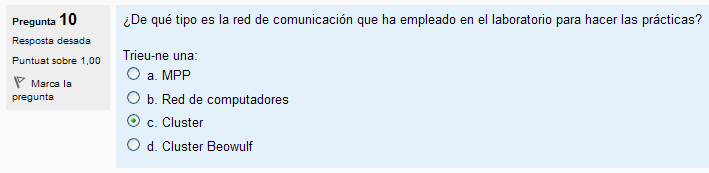 Pregunta 10
Resposta desada
Puntuat sobre 1,00
Marca la
pregunta
¿De qué tipo es la red de comunicación que ha empleado en el laboratorio para hacer las prácticas?
Trieu-ne una:
a. MPP
b. Red de computadores
c. Cluster
d. Cluster Beowulf